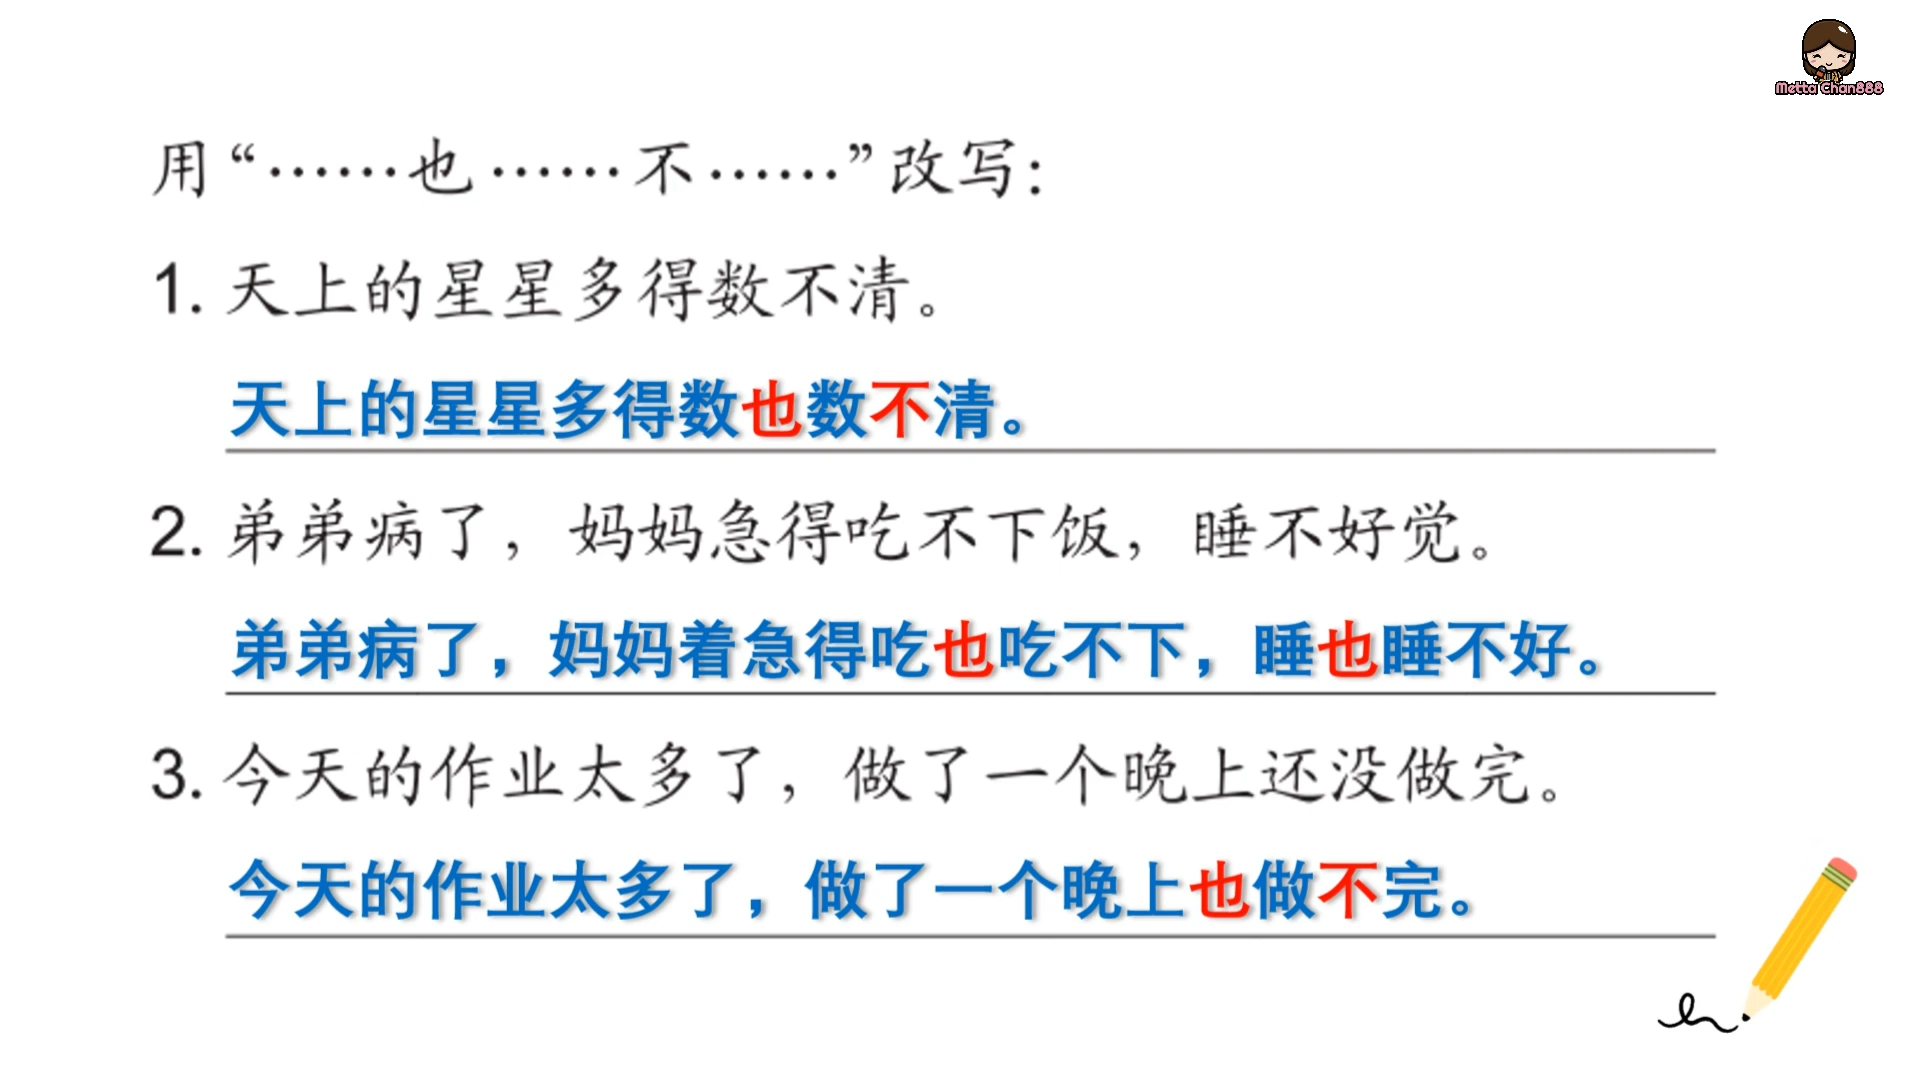 Metta Chan888
用“……也……不……”改写：
1. 天上的星星多得数不清。
天上的星星多得数也数不清。
2. 弟弟病了，妈妈急得吃不下饭，睡不好觉。
弟弟病了，妈妈着急得吃也吃不下，睡也睡不好。
3. 今天的作业太多了，做了一个晚上还没做完。
今天的作业太多了，做了一个晚上也做不完。